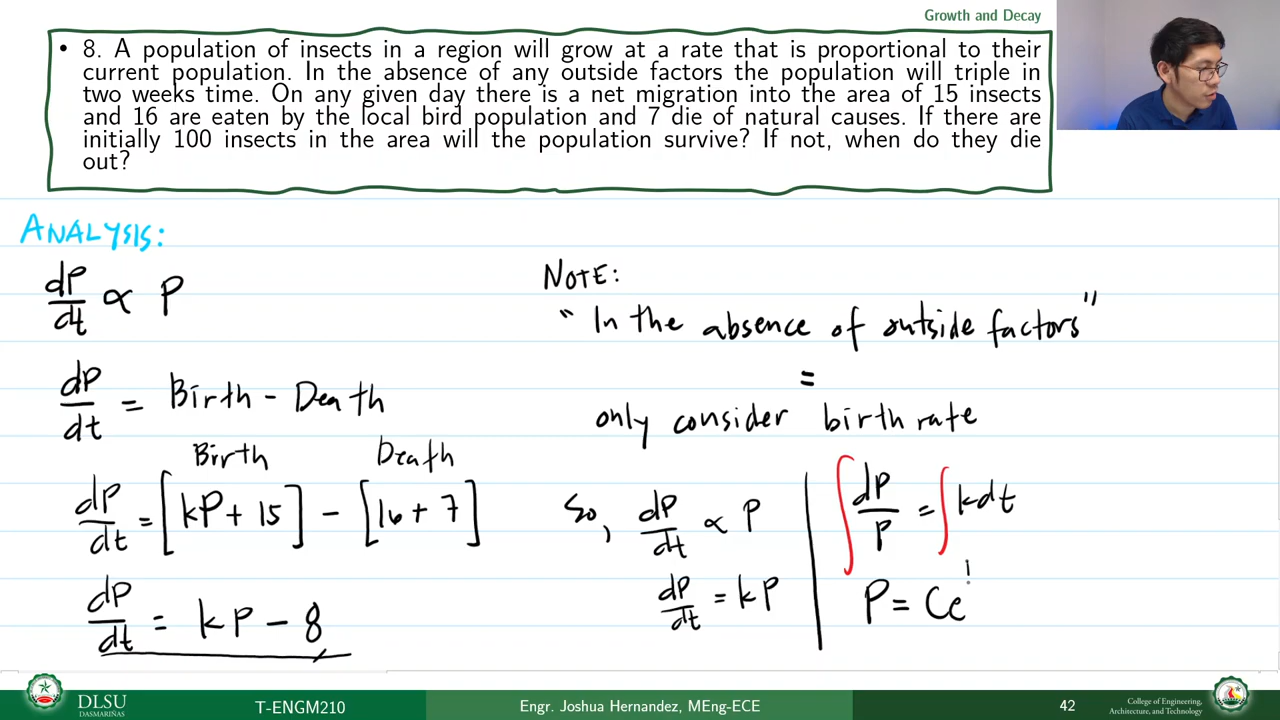 Growth and Decay
• 8. A population of insects in a region will grow at a rate that is proportional to their
current population. In the absence of any outside factors the population will triple in
two weeks time. On any given day there is a net migration into the area of 15 insects
and 16 are eaten by the local bird population and 7 die of natural causes. If there are
initially 100 insects in the area will the population survive? If not, when do they die
out?
ANALYSIS:
dP/dt ∝ P
dP/dt = Birth - Death
Birth Death
dP/dt = [kP + 15] - [16 + 7]
dP/dt = kP - 8
NOTE:
"In the absence of outside factors"
=
only consider birth rate
So, dP/dt ∝ P
dP/dt = kP
∫ dP/P = ∫ kdt
P = Ce
DLSU
DASMARIÑAS
T-ENGM210
Engr. Joshua Hernandez, MEng-ECE
42
College of Engineering,
Architecture, and Technology